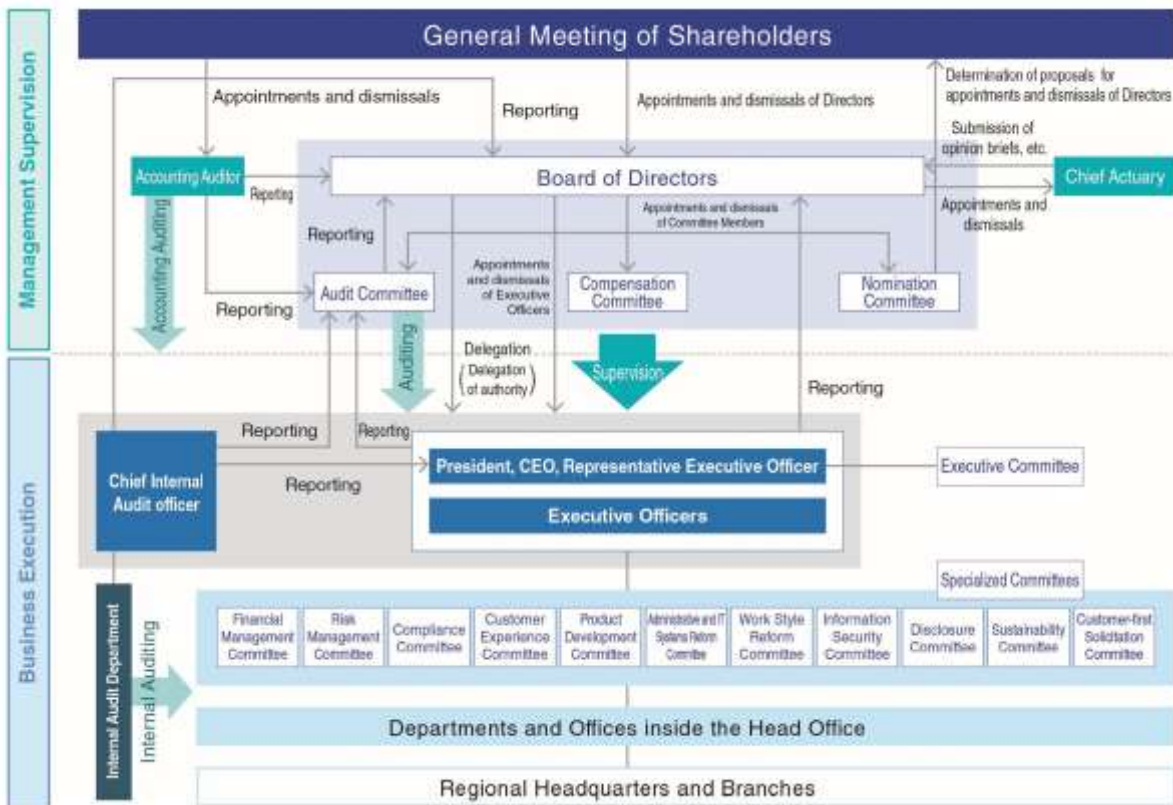 General Meeting of Shareholders
Management Supervision
Appointments and dismissals
Reporting
Appointments and dismissals of Directors
Determination of proposals for
appointments and dismissals of Directors
Submission of
opinion briefs, etc.
Accounting Auditor
Reporting
Board of Directors
Chief Actuary
Appointments and
dismissals
Accounting Auditing
Reporting
Appointments and dismissals
of Committee Members
Reporting
Audit Committee
Appointments
and dismissals
of Executive
Officers
Compensation
Committee
Nomination
Committee
Auditing
Delegation
(Delegation
of authority)
Supervision
Reporting
Business Execution
Reporting
Reporting
Chief Internal
Audit officer
Reporting
President, CEO, Representative Executive Officer
Executive Officers
Executive Committee
Specialized Committees
Internal Audit Department
Internal Auditing
Financial
Management
Committee
Risk
Management
Committee
Compliance
Committee
Customer
Experience
Committee
Product
Development
Committee
Administrative and IT
Systems Reform
Committee
Work Style
Reform
Committee
Information
Security
Committee
Disclosure
Committee
Sustainability
Committee
Customer-first
Solicitation
Committee
Departments and Offices inside the Head Office
Regional Headquarters and Branches